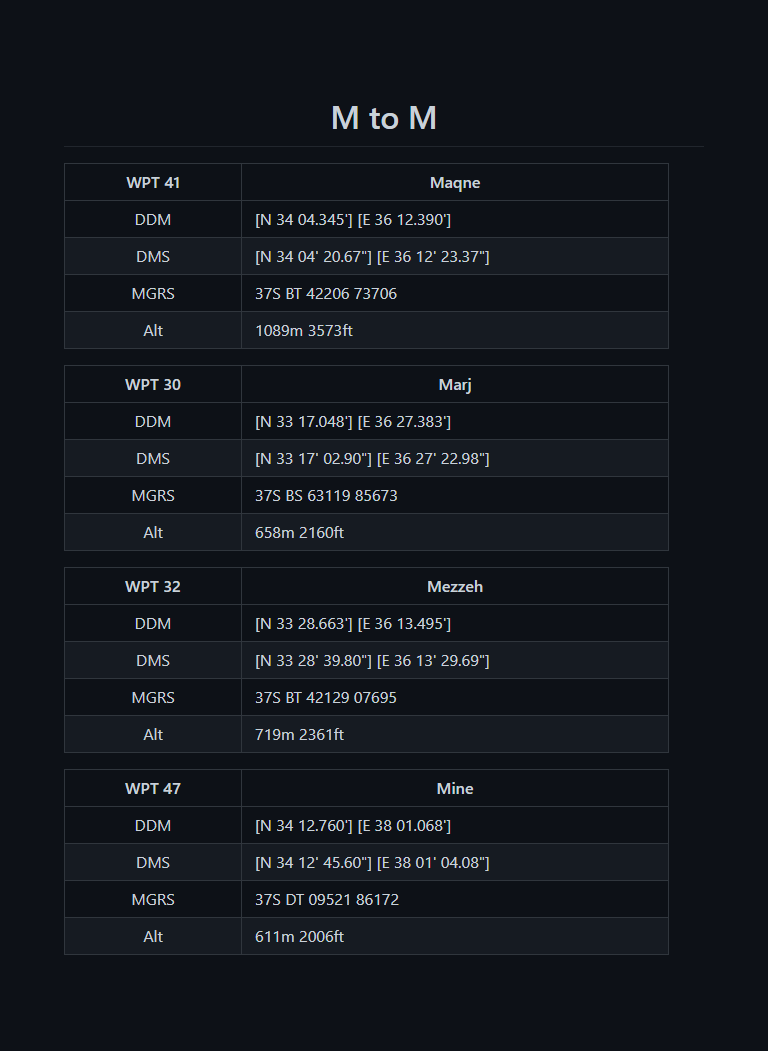 M to M
WPT 41 Maqne
DDM [N 34 04.345'] [E 36 12.390']
DMS [N 34 04' 20.67"] [E 36 12' 23.37"]
MGRS 37S BT 42206 73706
Alt 1089m 3573ft
WPT 30 Marj
DDM [N 33 17.048'] [E 36 27.383']
DMS [N 33 17' 02.90"] [E 36 27' 22.98"]
MGRS 37S BS 63119 85673
Alt 658m 2160ft
WPT 32 Mezzeh
DDM [N 33 28.663'] [E 36 13.495']
DMS [N 33 28' 39.80"] [E 36 13' 29.69"]
MGRS 37S BT 42129 07695
Alt 719m 2361ft
WPT 47 Mine
DDM [N 34 12.760'] [E 38 01.068']
DMS [N 34 12' 45.60"] [E 38 01' 04.08"]
MGRS 37S DT 09521 86172
Alt 611m 2006ft